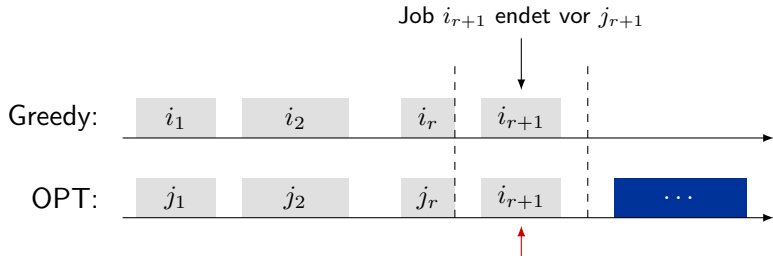 Job i_{r+1} endet vor j_{r+1}
Greedy: i_1 i_2 i_r i_{r+1}
OPT: j_1 j_2 j_r i_{r+1} ...